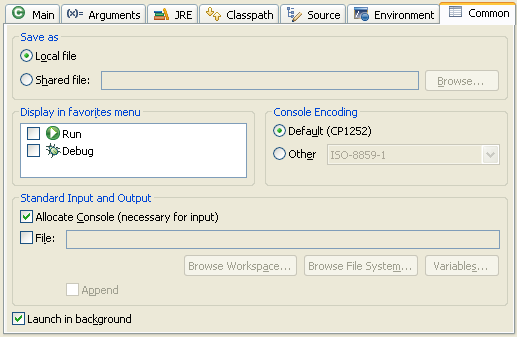 Main Arguments JRE Classpath Source Environment Common
Save as
Local file
Shared file: Browse...
Display in favorites menu Console Encoding
Run Default (CP1252)
Debug Other ISO-8859-1
Standard Input and Output
Allocate Console (necessary for input)
File:
Browse Workspace... Browse File System... Variables...
Append
Launch in background